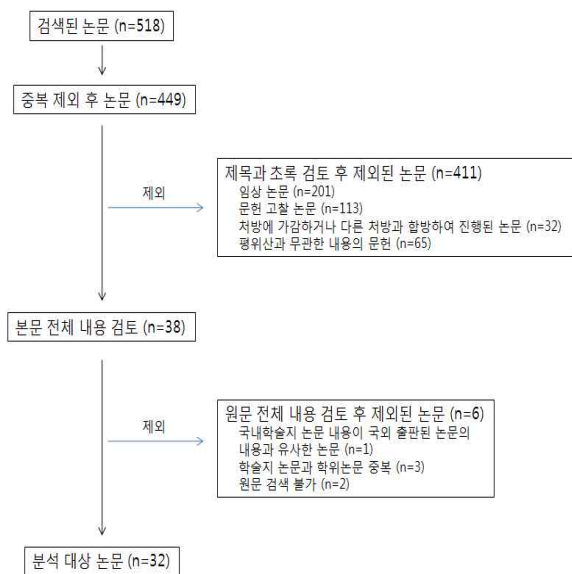 검색된 논문 (n=518)
중복 제외 후 논문 (n=449)
제외
제목과 초록 검토 후 제외된 논문 (n=411)
임상 논문 (n=201)
문헌 고찰 논문 (n=113)
처방에 가감하거나 다른 처방과 합방하여 진행된 논문 (n=32)
평위산과 무관한 내용의 문헌 (n=65)
본문 전체 내용 검토 (n=38)
제외
원문 전체 내용 검토 후 제외된 논문 (n=6)
국내학술지 논문 내용이 국외 출판된 논문의
내용과 유사한 논문 (n=1)
학술지 논문과 학위논문 중복 (n=3)
원문 검색 불가 (n=2)
분석 대상 논문 (n=32)